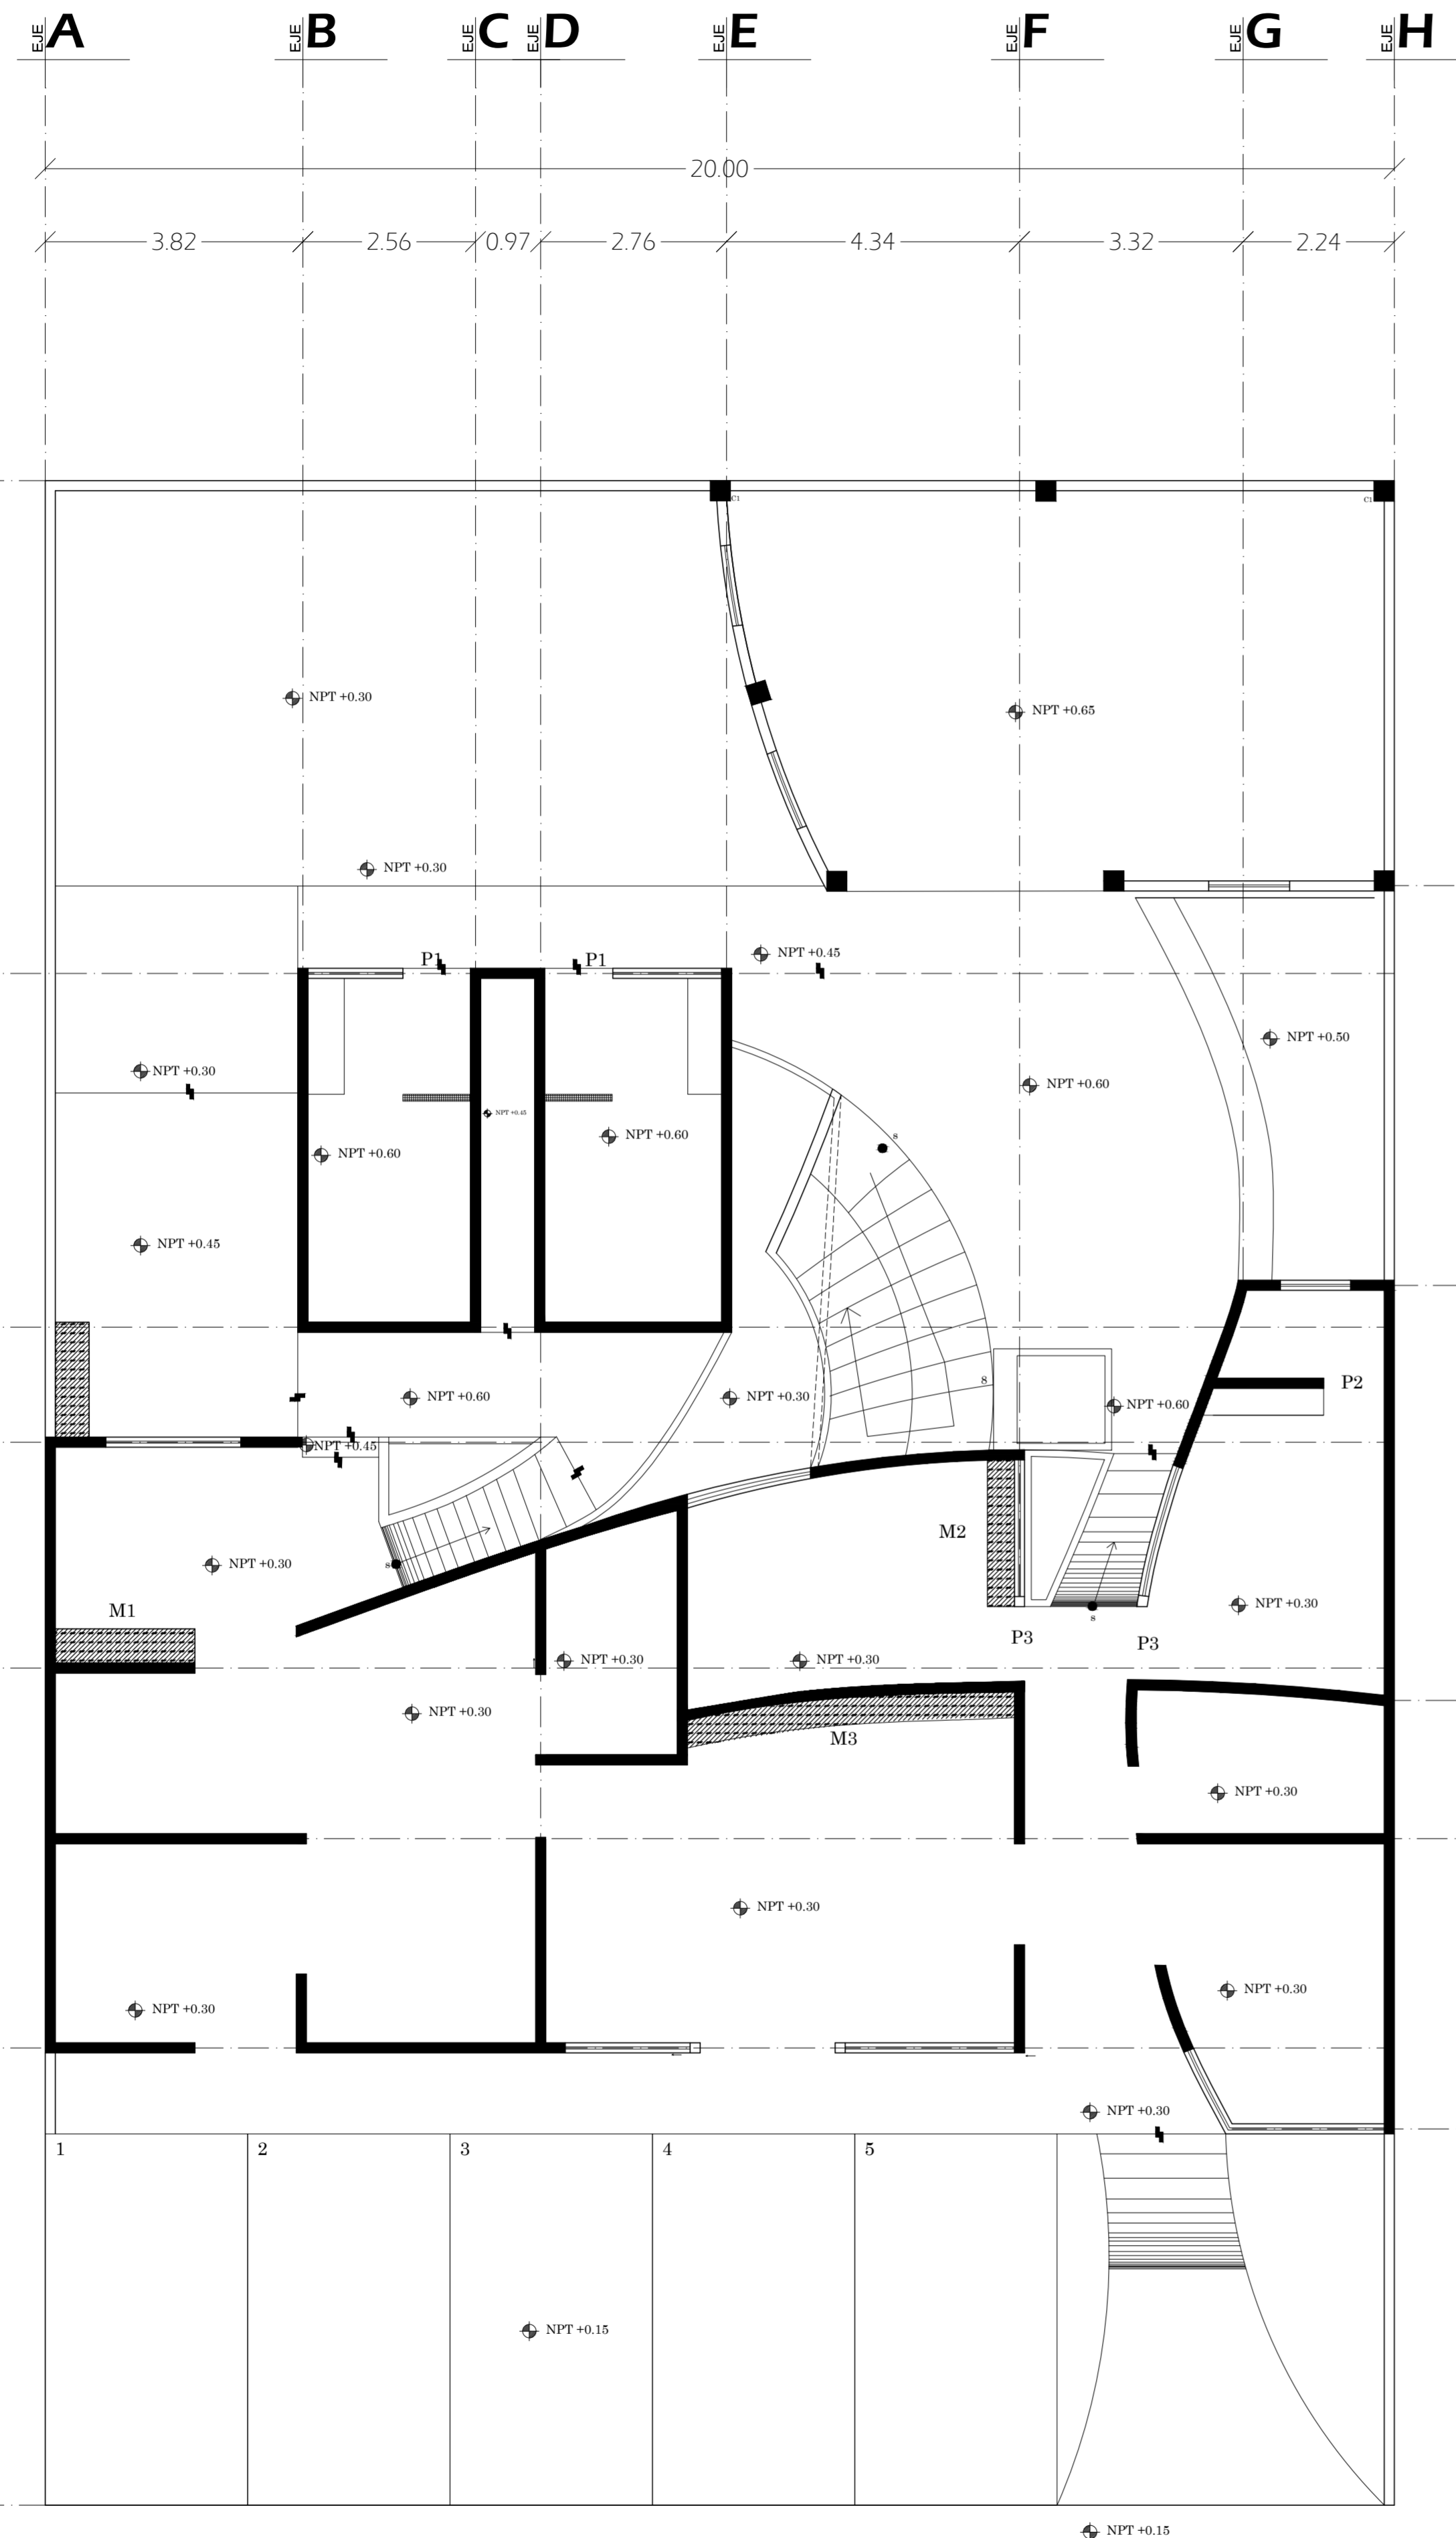 EJE A EJE B EJE C EJE D EJE E EJE F EJE G EJE H
20.00
3.82 2.56 0.97 2.76 4.34 3.32 2.24
C1 C1
NPT +0.30
NPT +0.65
NPT +0.30
P1 P1 NPT +0.45
NPT +0.50
NPT +0.30
NPT +0.60
NPT +0.45
NPT +0.60
s
NPT +0.60
NPT +0.45
s P2
NPT +0.60 NPT +0.30 NPT +0.60
NPT +0.45
M2
s NPT +0.30
NPT +0.30
M1
s
P3 P3
NPT +0.30 NPT +0.30
NPT +0.30
M3
NPT +0.30
NPT +0.30
NPT +0.30
NPT +0.30
NPT +0.30
1 2 3 4 5
NPT +0.15
NPT +0.15